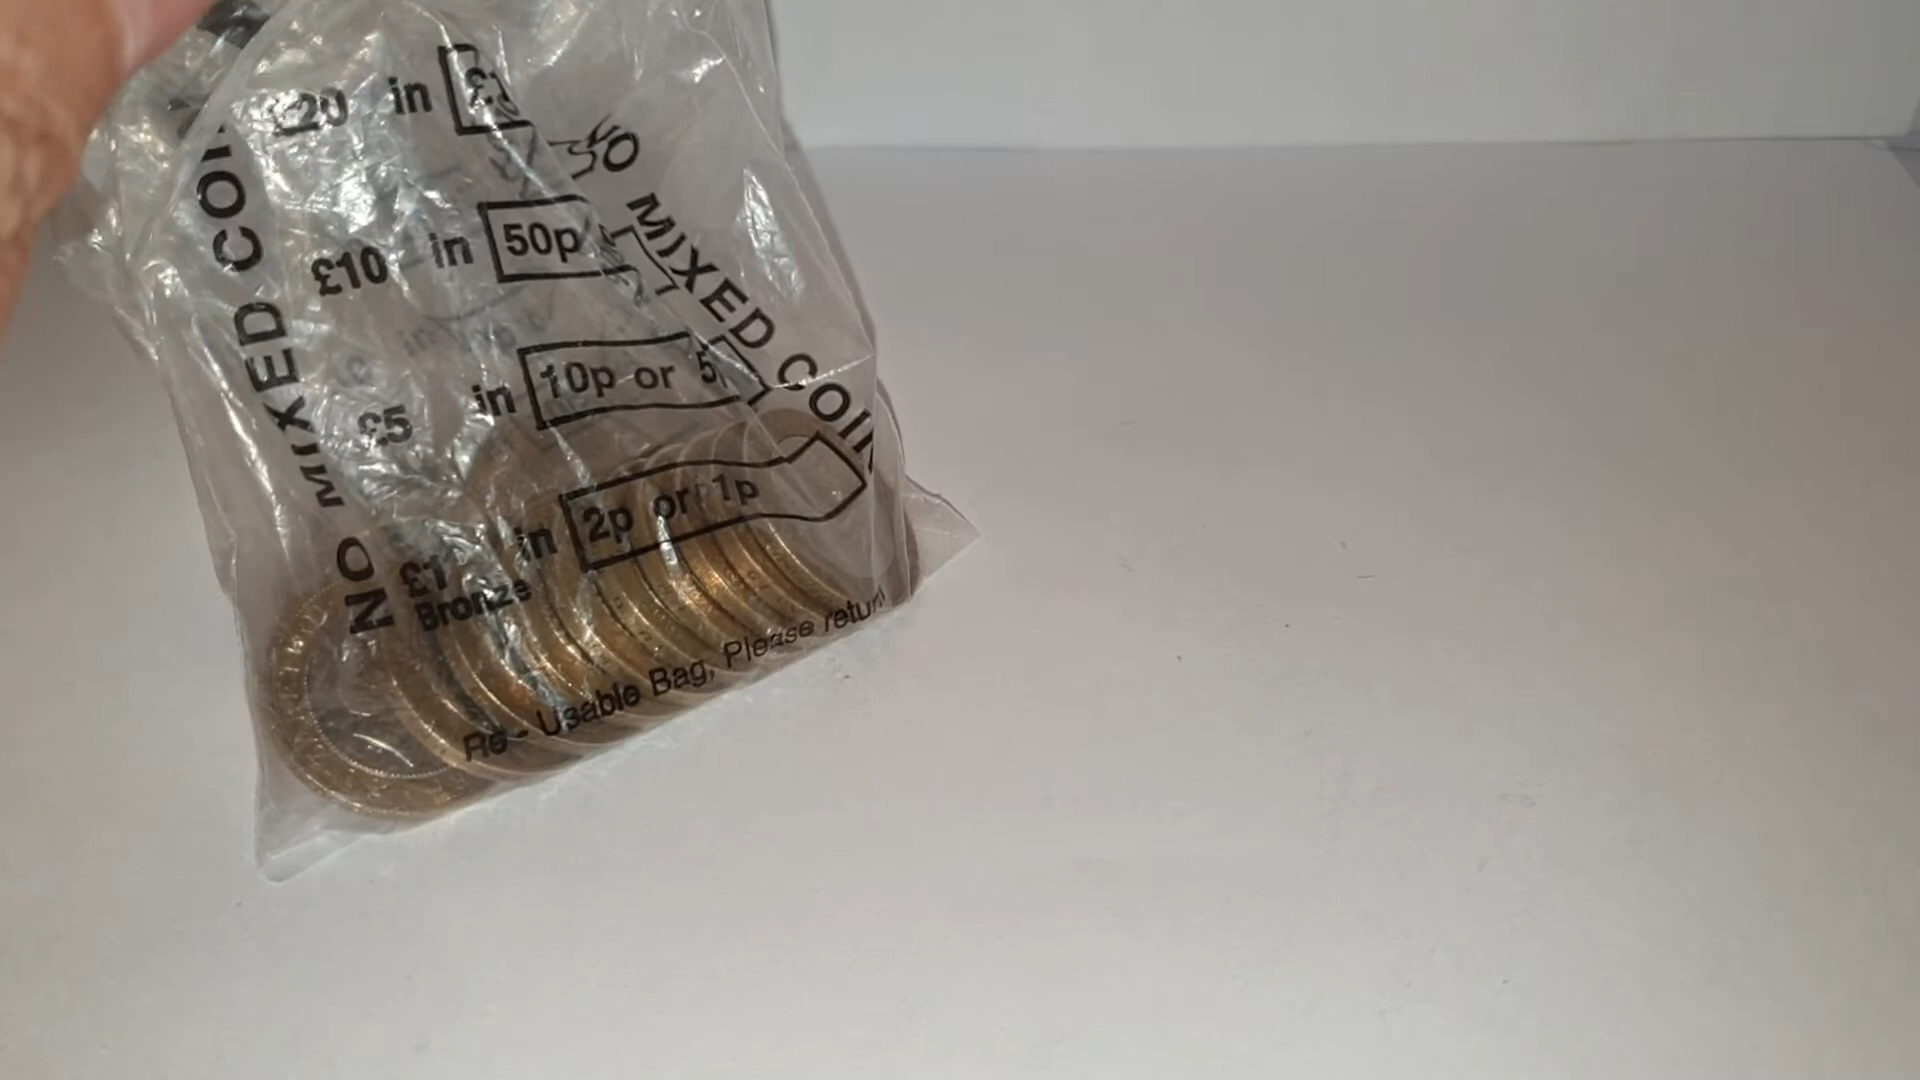 £20 in £1
£10 in 50p
£5 in 10p or 5
£1 in 2p or 1p
Bronze
NO MIXED COIN
NO MIXED COIN
Re-Usable Bag, Please return